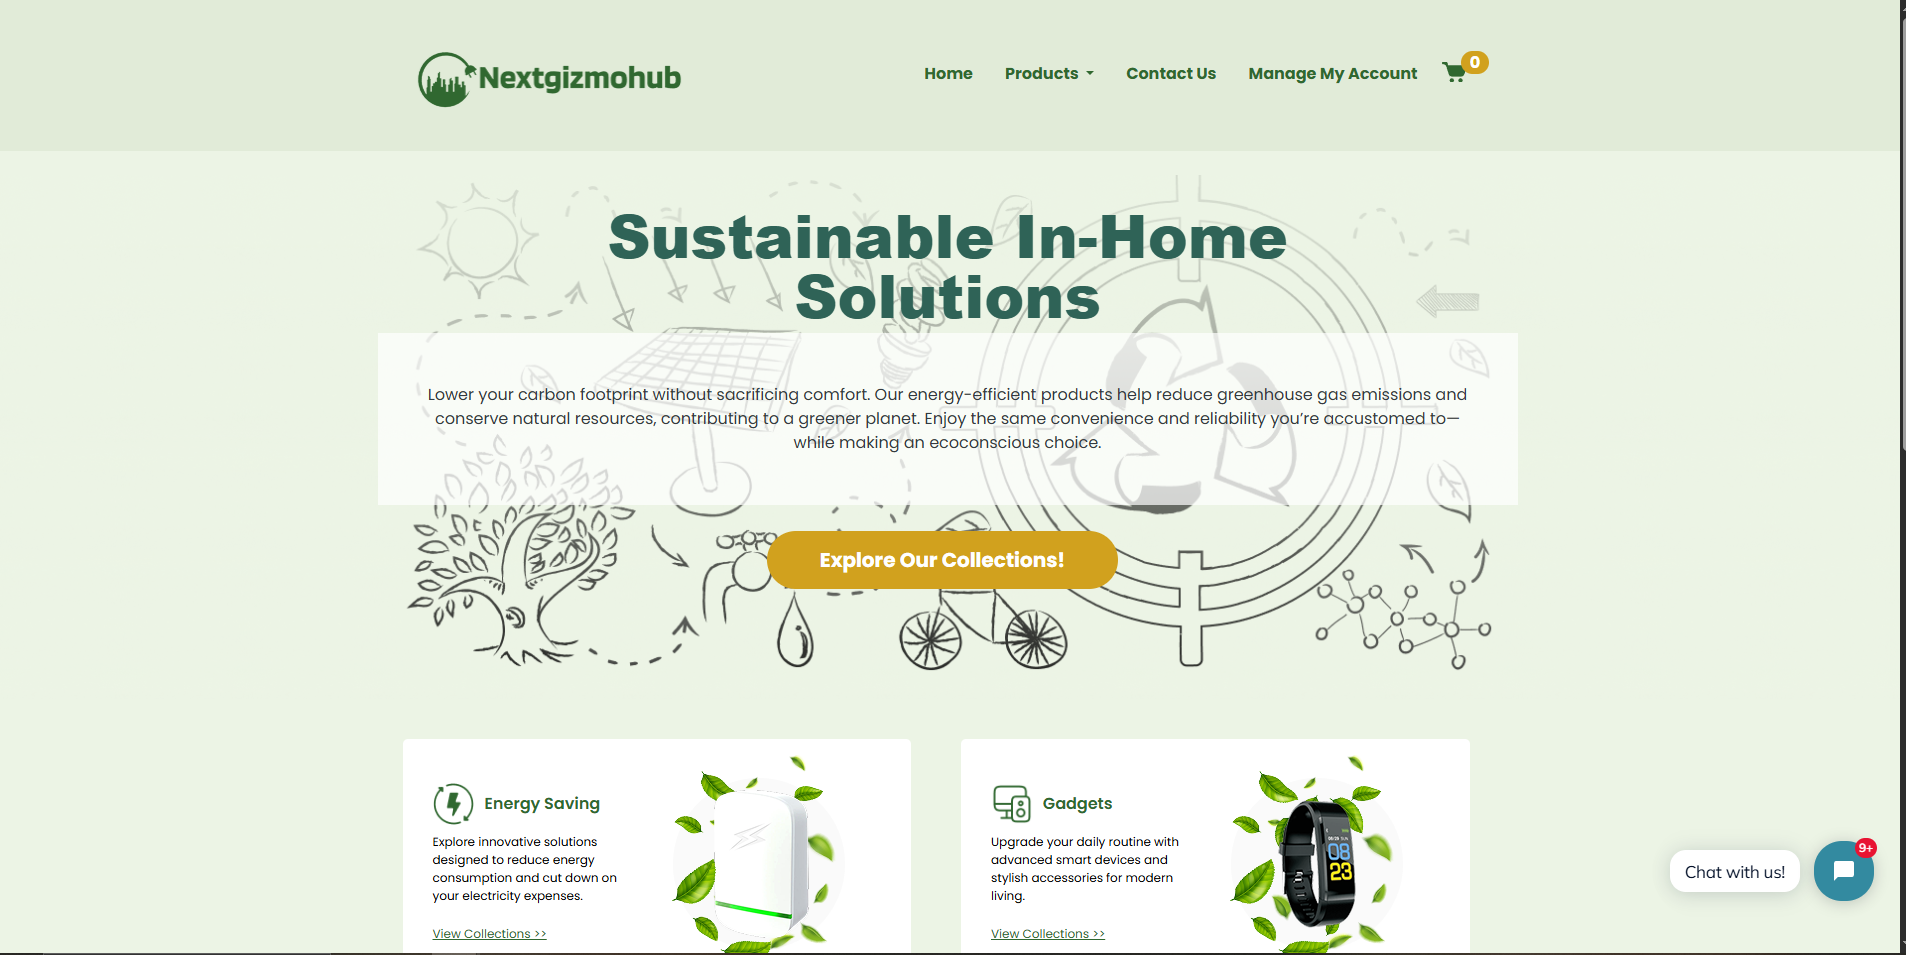 Nextgizmohub
Home
Products
Contact Us
Manage My Account
0
Sustainable In-Home
Solutions
Lower your carbon footprint without sacrificing comfort. Our energy-efficient products help reduce greenhouse gas emissions and
conserve natural resources, contributing to a greener planet. Enjoy the same convenience and reliability you’re accustomed to—
while making an ecoconscious choice.
Explore Our Collections!
Energy Saving
Explore innovative solutions
designed to reduce energy
consumption and cut down on
your electricity expenses.
View Collections >>
Gadgets
Upgrade your daily routine with
advanced smart devices and
stylish accessories for modern
living.
View Collections >>
08
23
Chat with us!
9+